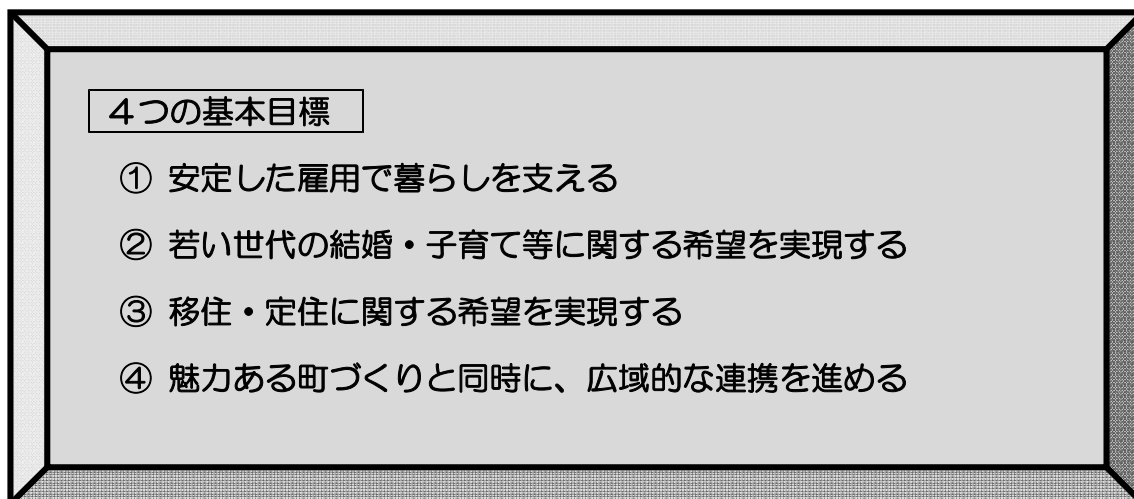 ４つの基本目標
① 安定した雇用で暮らしを支える
② 若い世代の結婚・子育て等に関する希望を実現する
③ 移住・定住に関する希望を実現する
④ 魅力ある町づくりと同時に、広域的な連携を進める